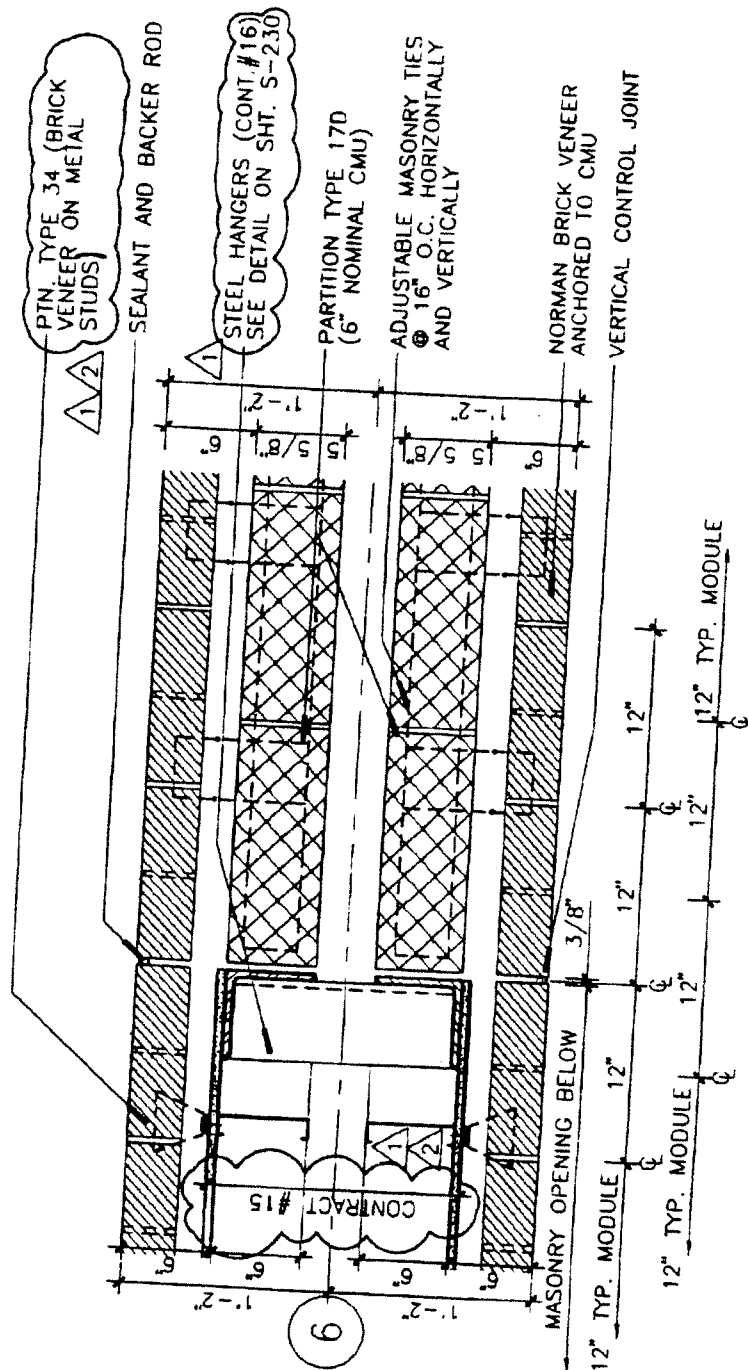 PTN. TYPE 34 (BRICK
VENEER ON METAL
STUDS)
1
2
SEALANT AND BACKER ROD
STEEL HANGERS (CONT.#16)
SEE DETAIL ON SHT. S-230
1
PARTITION TYPE 17D
(6" NOMINAL CMU)
ADJUSTABLE MASONRY TIES
@ 16" O.C. HORIZONTALLY
AND VERTICALLY
NORMAN BRICK VENEER
ANCHORED TO CMU
VERTICAL CONTROL JOINT
1'-2"
1'-2"
6"
5 5/8"
5 5/8"
6"
CONTRACT #15
1
2
6"
6"
6"
6"
1'-2"
1'-2"
9
MASONRY OPENING BELOW
3/8"
12" TYP. MODULE
12"
12"
12"
12" TYP. MODULE
12"
12"
12" TYP. MODULE